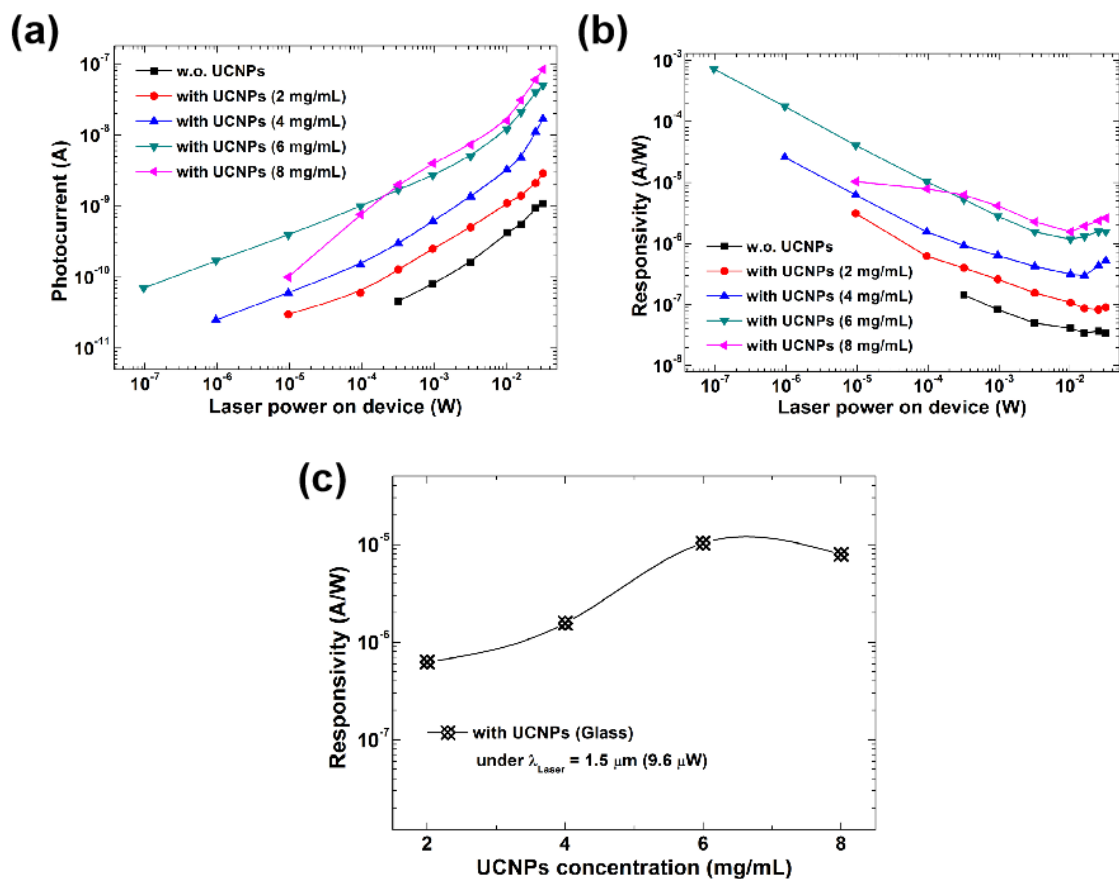 (a)
Photocurrent (A)
10⁻⁷
10⁻⁸
10⁻⁹
10⁻¹⁰
10⁻¹¹
w.o. UCNPs
with UCNPs (2 mg/mL)
with UCNPs (4 mg/mL)
with UCNPs (6 mg/mL)
with UCNPs (8 mg/mL)
10⁻⁷ 10⁻⁶ 10⁻⁵ 10⁻⁴ 10⁻³ 10⁻²
Laser power on device (W)
(b)
Responsivity (A/W)
10⁻³
10⁻⁴
10⁻⁵
10⁻⁶
10⁻⁷
10⁻⁸
w.o. UCNPs
with UCNPs (2 mg/mL)
with UCNPs (4 mg/mL)
with UCNPs (6 mg/mL)
with UCNPs (8 mg/mL)
10⁻⁷ 10⁻⁶ 10⁻⁵ 10⁻⁴ 10⁻³ 10⁻²
Laser power on device (W)
(c)
Responsivity (A/W)
10⁻⁵
10⁻⁶
10⁻⁷
with UCNPs (Glass)
under λLaser = 1.5 μm (9.6 μW)
2 4 6 8
UCNPs concentration (mg/mL)